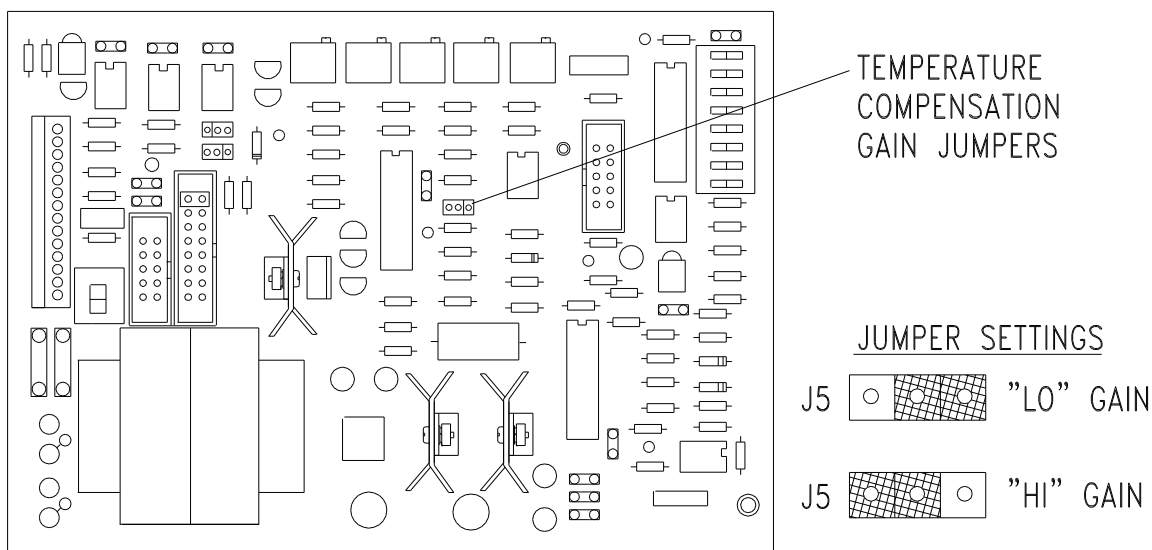 TEMPERATURE
COMPENSATION
GAIN JUMPERS
JUMPER SETTINGS
J5 ”LO” GAIN
J5 ”HI” GAIN